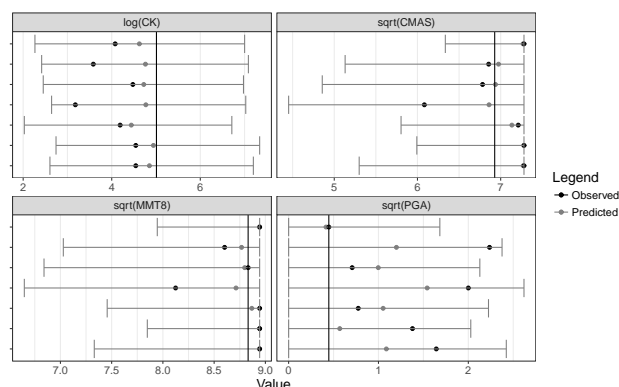 log(CK)
sqrt(CMAS)
2
4
6
5
6
7
Legend
Observed
Predicted
sqrt(MMT8)
sqrt(PGA)
7.0
7.5
8.0
8.5
9.0
0
1
2
Value